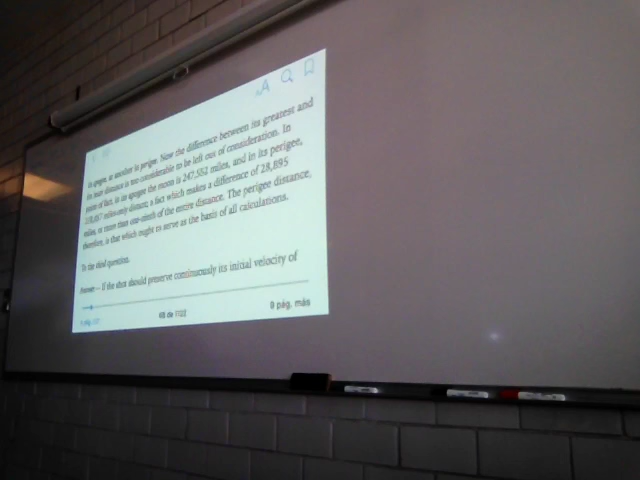 AA
in apogee, or another in perigee. Now the difference between its greatest and
its least distance is too considerable to be left out of consideration. In
point of fact, in its apogee the moon is 247,552 miles, and in its perigee,
218,657 miles only distant; a fact which makes a difference of 28,895
miles, or more than one-ninth of the entire distance. The perigee distance,
therefore, is that which ought to serve as the basis of all calculations.
To the third question.
Answer.— If the shot should preserve continuously its initial velocity of
48 de 1122
9 pág. más